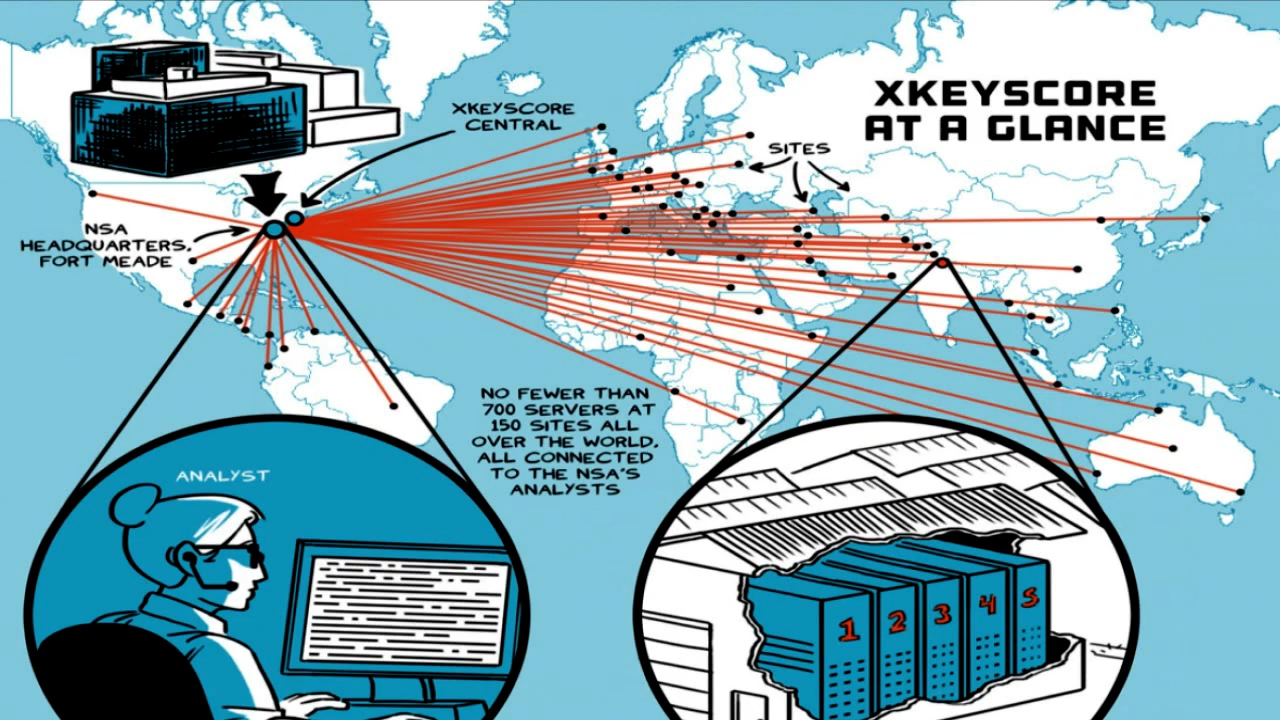 XKEYSCORE
AT A GLANCE
XKEYSCORE
CENTRAL
SITES
NSA
HEADQUARTERS,
FORT MEADE
NO FEWER THAN
700 SERVERS AT
150 SITES ALL
OVER THE WORLD,
ALL CONNECTED
TO THE NSA'S
ANALYSTS
ANALYST
1
2
3
4
5